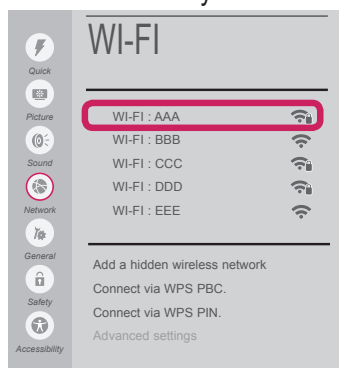 WI-FI
Quick
Picture
Sound
Network
General
Safety
Accessibility
WI-FI : AAA
WI-FI : BBB
WI-FI : CCC
WI-FI : DDD
WI-FI : EEE
Add a hidden wireless network
Connect via WPS PBC.
Connect via WPS PIN.
Advanced settings